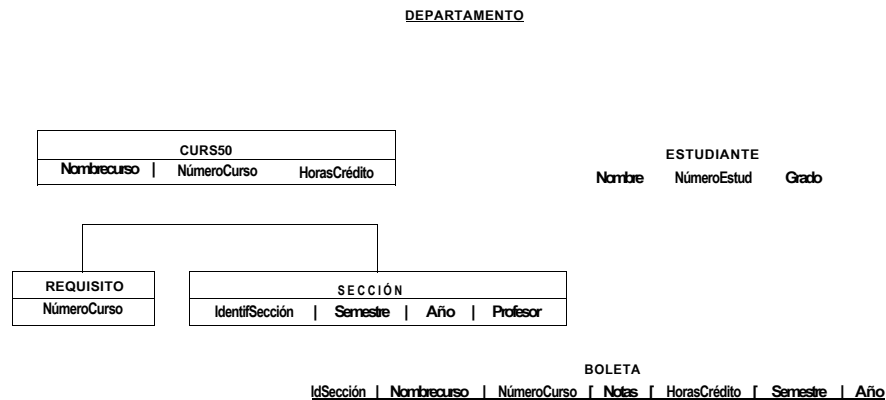 DEPARTAMENTO
CURS50
Nombrecurso | NúmeroCurso HorasCrédito
ESTUDIANTE
Nombre NúmeroEstud Grado
REQUISITO
NúmeroCurso
SECCIÓN
IdentifSección | Semestre | Año | Profesor
BOLETA
IdSección | Nombrecurso | NúmeroCurso [ Notas [ HorasCrédito [ Semestre | Año